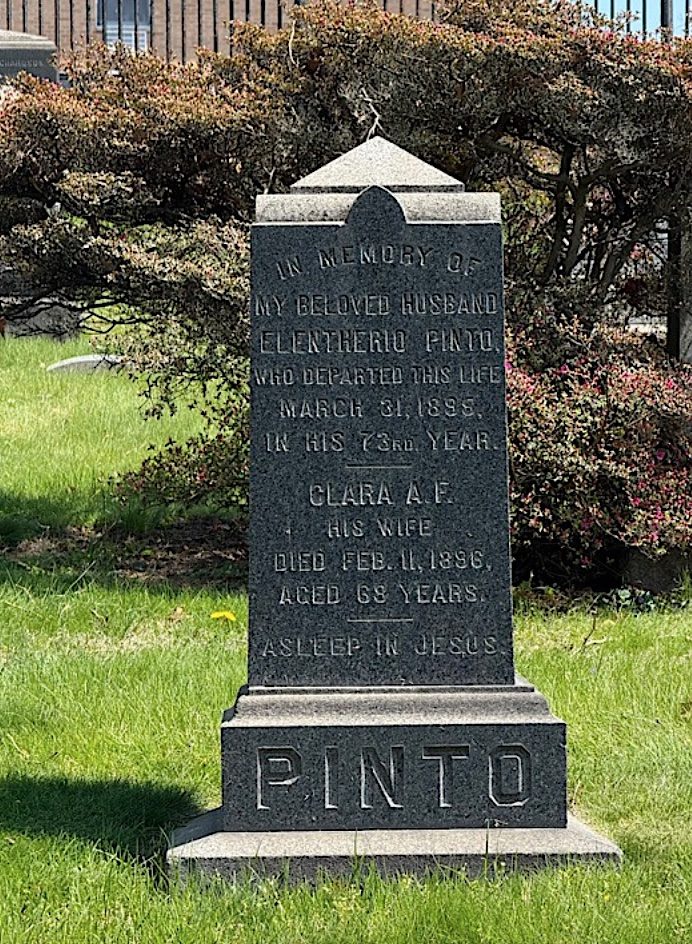 IN MEMORY OF
MY BELOVED HUSBAND
ELENTHERIO PINTO,
WHO DEPARTED THIS LIFE
MARCH 31, 1895,
IN HIS 73RD. YEAR.
CLARA A. F.
HIS WIFE
DIED FEB. 11, 1896,
AGED 68 YEARS.
ASLEEP IN JESUS.
PINTO